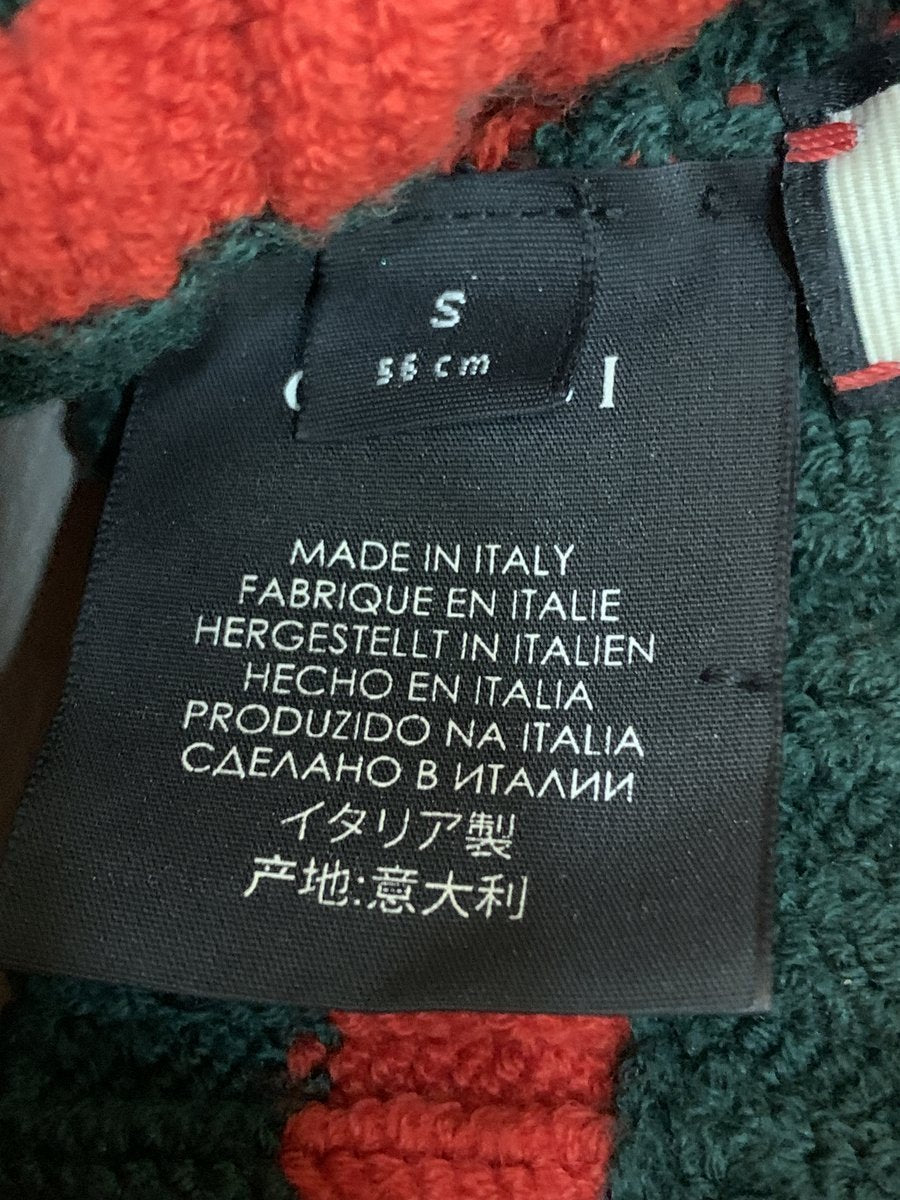 S
56 cm
MADE IN ITALY
FABRIQUE EN ITALIE
HERGESTELLT IN ITALIEN
HECHO EN ITALIA
PRODUZIDO NA ITALIA
СДЕЛАНО В ИТАЛИИ
イタリア製
产地:意大利